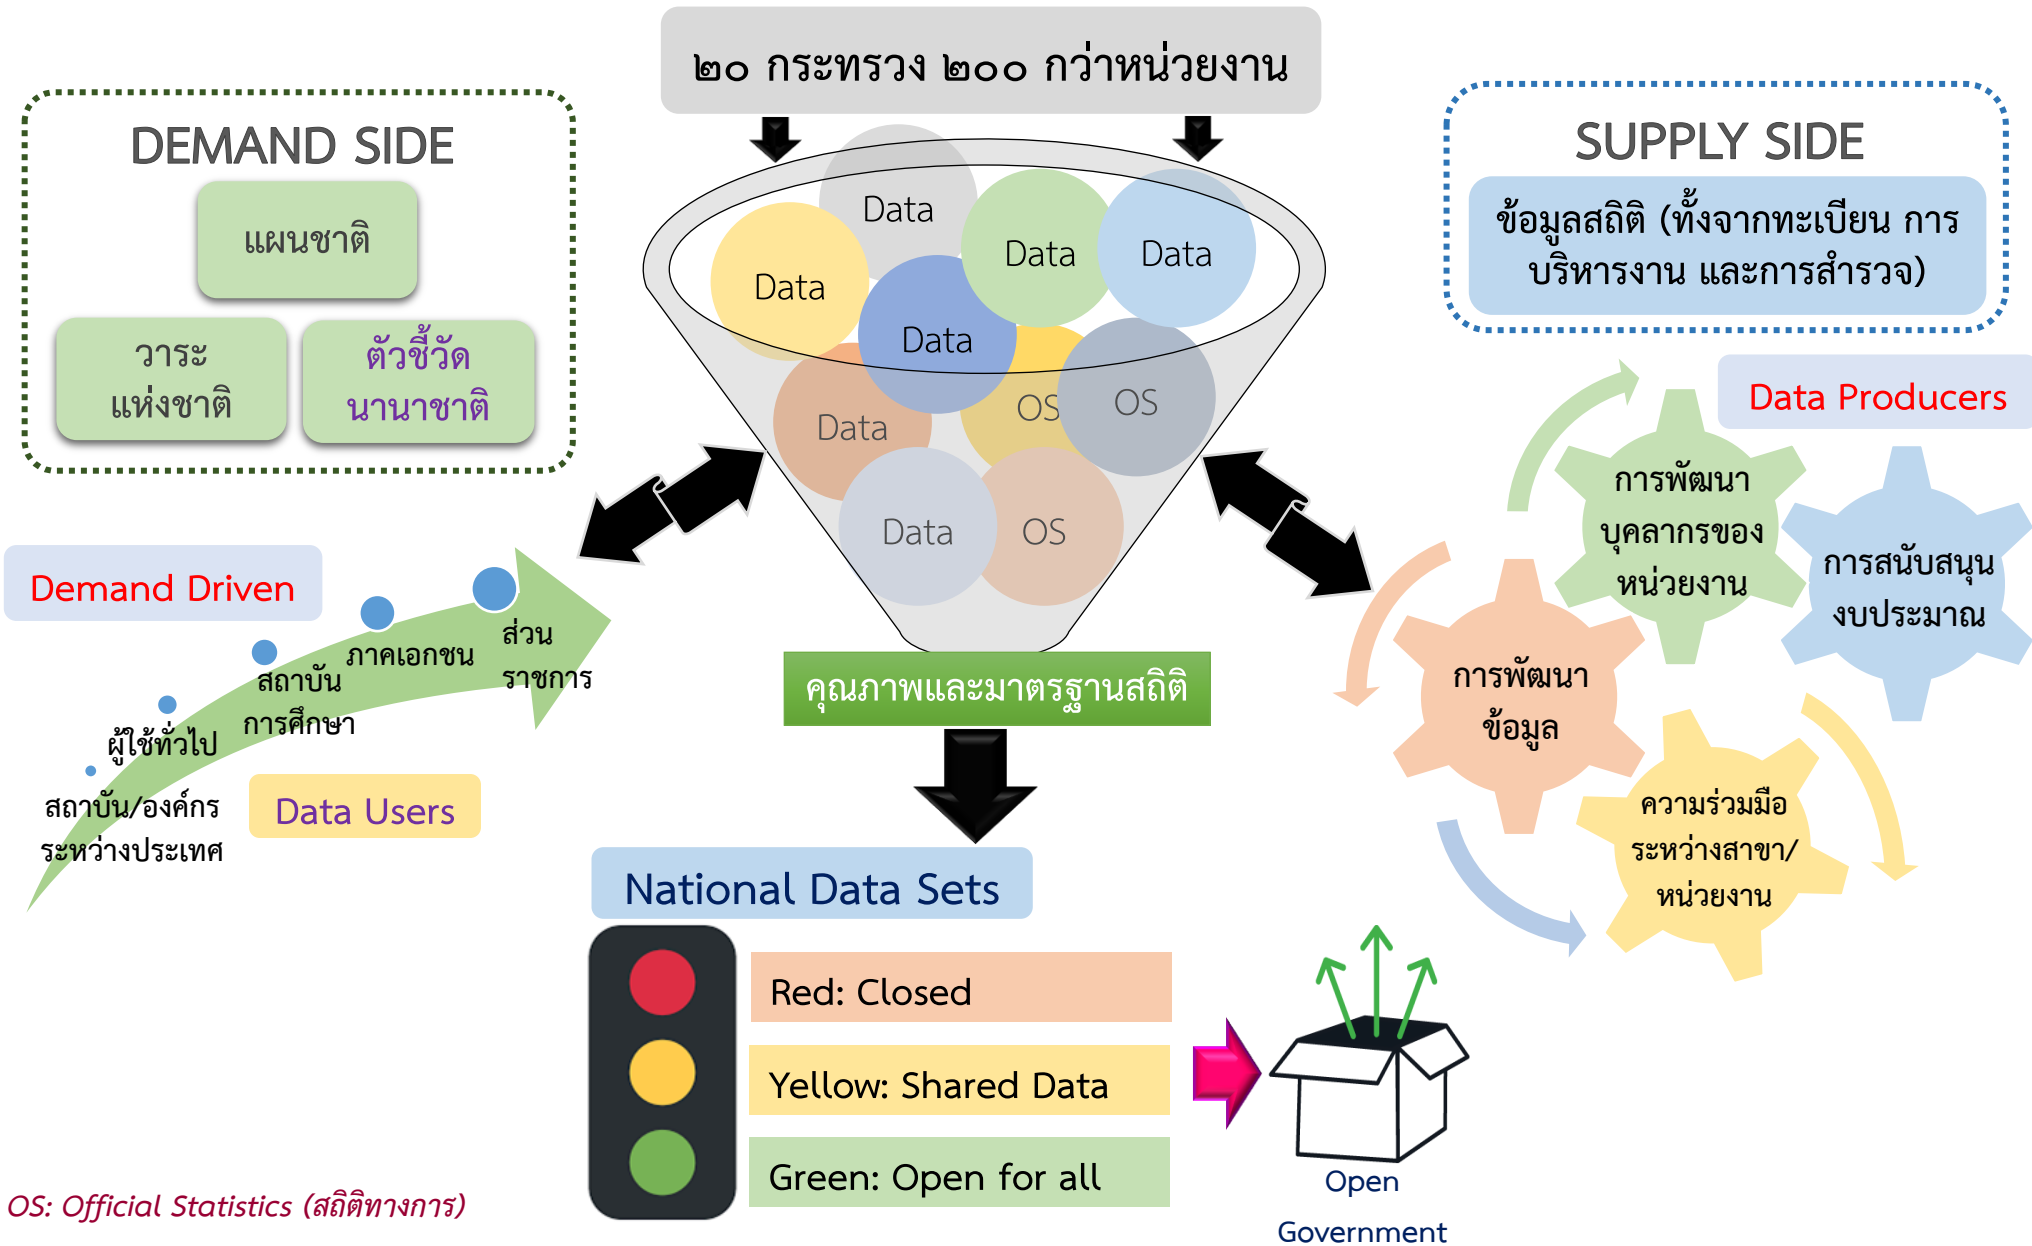 ๒๐ กระทรวง ๒๐๐ กว่าหน่วยงาน
DEMAND SIDE
แผนชาติ
วาระ
แห่งชาติ
ตัวชี้วัด
นานาชาติ
Data
Data
Data
Data
Data
Data
OS
OS
Data
OS
SUPPLY SIDE
ข้อมูลสถิติ (ทั้งจากทะเบียน การ
บริหารงาน และการสำรวจ)
Data Producers
การพัฒนา
บุคลากรของ
หน่วยงาน
การสนับสนุน
งบประมาณ
การพัฒนา
ข้อมูล
ความร่วมมือ
ระหว่างสาขา/
หน่วยงาน
Demand Driven
ส่วน
ราชการ
ภาคเอกชน
สถาบัน
การศึกษา
ผู้ใช้ทั่วไป
สถาบัน/องค์กร
ระหว่างประเทศ
Data Users
คุณภาพและมาตรฐานสถิติ
National Data Sets
Red: Closed
Yellow: Shared Data
Green: Open for all
Open
Government
OS: Official Statistics (สถิติทางการ)